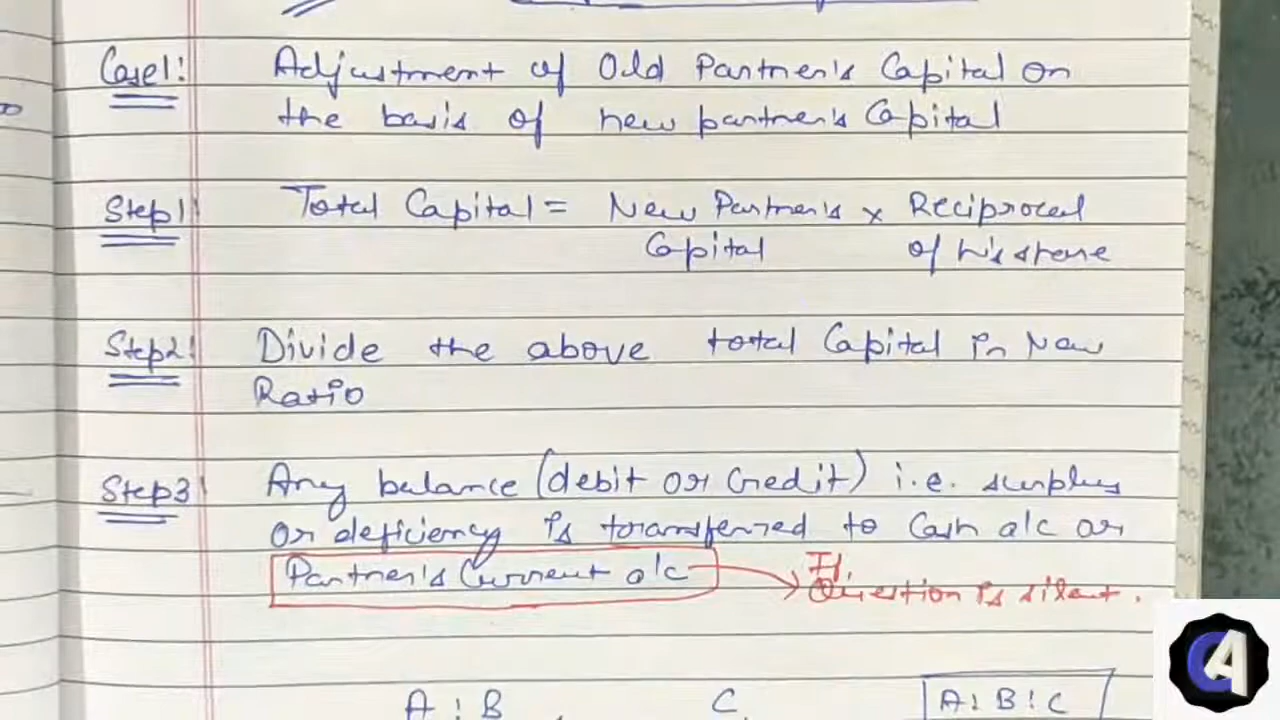 Case1: Adjustment of Old Partner's Capital on
the basis of new partner's Capital
Step1: Total Capital = New Partner's x Reciprocal
Capital of his share
Step2: Divide the above total Capital in New
Ratio
Step3: Any balance (debit or Credit) i.e. surplus
or deficiency is transferred to Cash a/c or
Partner's Current a/c → If,
Question is silent.
A : B C. A : B : C
CA